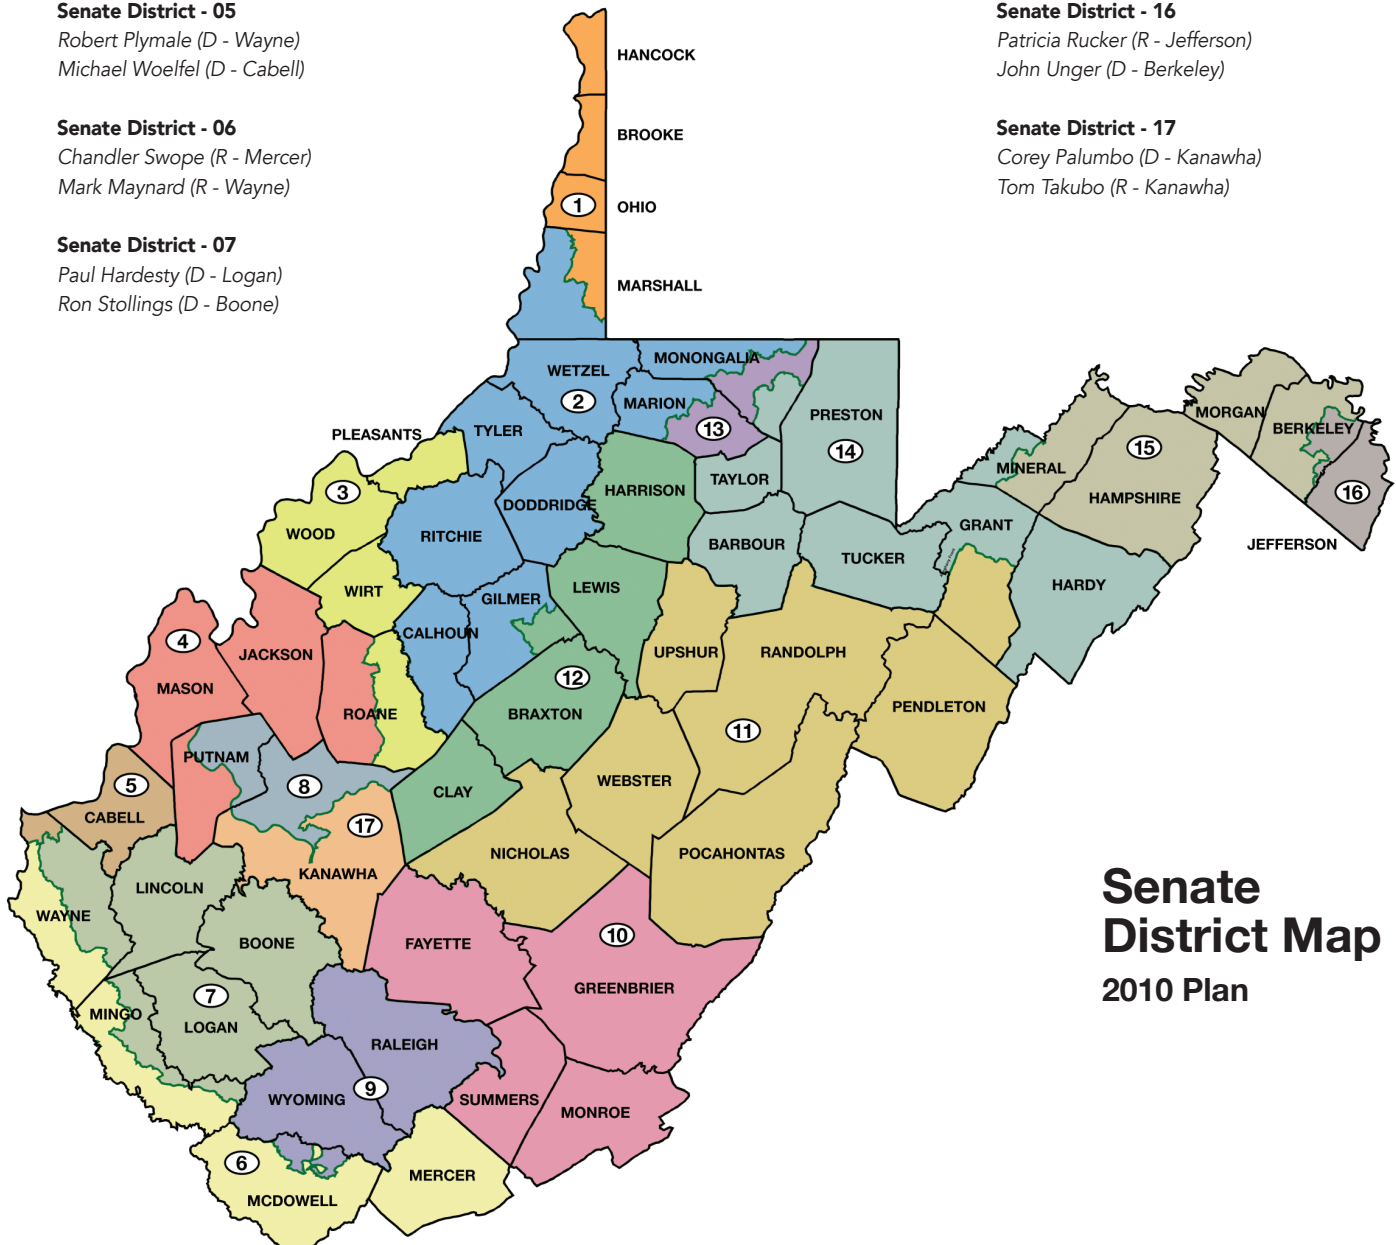 Senate District - 05
Robert Plymale (D - Wayne)
Michael Woelfel (D - Cabell)
Senate District - 06
Chandler Swope (R - Mercer)
Mark Maynard (R - Wayne)
Senate District - 07
Paul Hardesty (D - Logan)
Ron Stollings (D - Boone)
Senate District - 16
Patricia Rucker (R - Jefferson)
John Unger (D - Berkeley)
Senate District - 17
Corey Palumbo (D - Kanawha)
Tom Takubo (R - Kanawha)
HANCOCK
BROOKE
1
OHIO
MARSHALL
WETZEL
2
MONONGALIA
MARION
13
TYLER
PLEASANTS
PRESTON
14
3
WOOD
DODDRIDGE
HARRISON
TAYLOR
RITCHIE
BARBOUR
TUCKER
MINERAL
GRANT
15
HAMPSHIRE
MORGAN
BERKELEY
16
JEFFERSON
HARDY
WIRT
GILMER
LEWIS
CALHOUN
4
MASON
JACKSON
ROANE
UPSHUR
RANDOLPH
12
BRAXTON
11
PENDLETON
PUTNAM
8
5
CABELL
17
KANAWHA
CLAY
WEBSTER
NICHOLAS
POCAHONTAS
LINCOLN
WAYNE
BOONE
FAYETTE
10
GREENBRIER
7
LOGAN
MINGO
RALEIGH
9
WYOMING
SUMMERS
MONROE
6
MCDOWELL
MERCER
Senate
District Map
2010 Plan